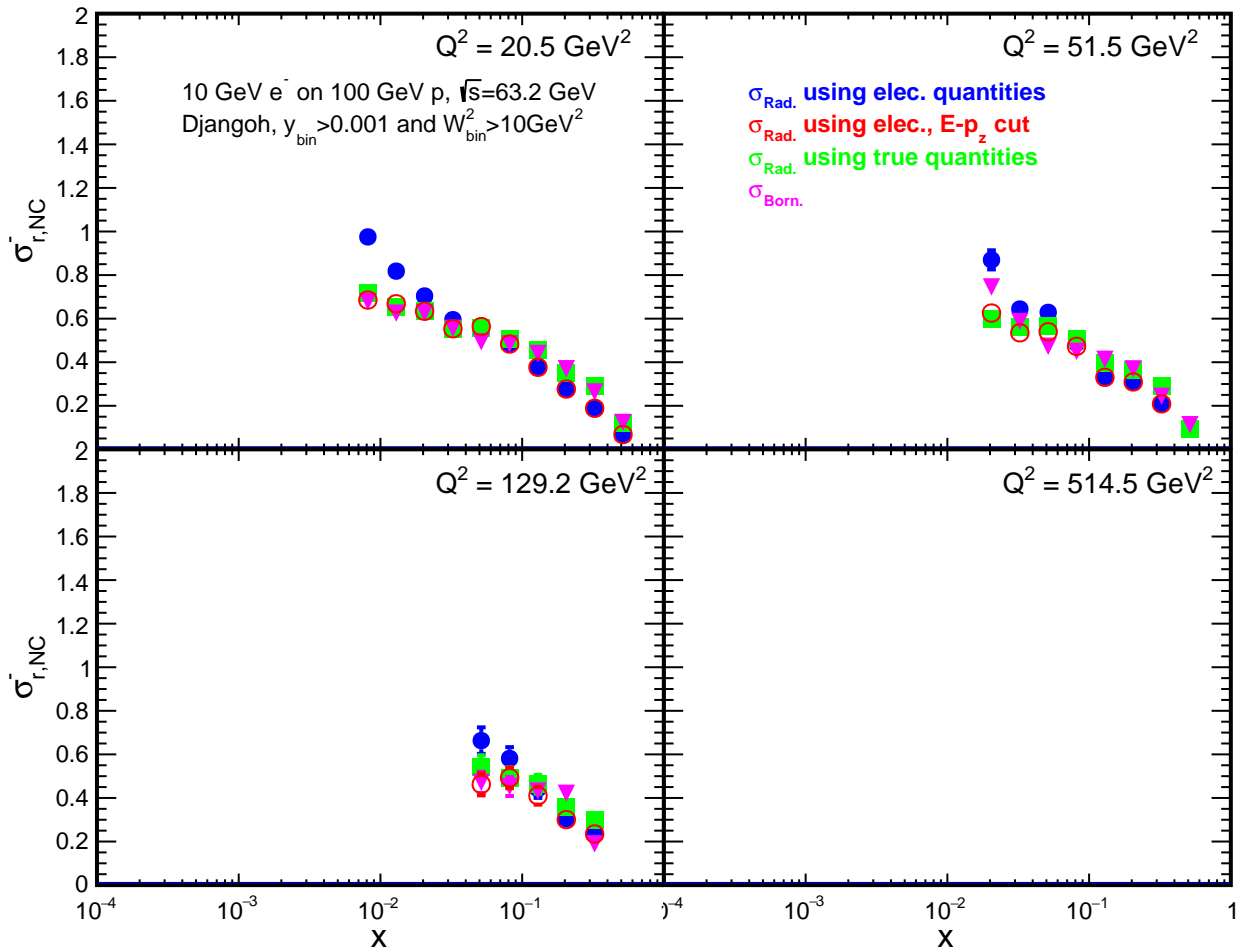 Q² = 20.5 GeV²
10 GeV e⁻ on 100 GeV p, √s=63.2 GeV
Djangoh, y_bin>0.001 and W²_bin>10GeV²
σ⁻_r,NC
2
1.8
1.6
1.4
1.2
1
0.8
0.6
0.4
0.2
Q² = 51.5 GeV²
σ_Rad. using elec. quantities
σ_Rad. using elec., E-p_z cut
σ_Rad. using true quantities
σ_Born.
Q² = 129.2 GeV²
σ⁻_r,NC
2
1.8
1.6
1.4
1.2
1
0.8
0.6
0.4
0.2
0
10⁻⁴ 10⁻³ 10⁻² 10⁻¹
x
Q² = 514.5 GeV²
10⁻³ 10⁻² 10⁻¹ 1
x